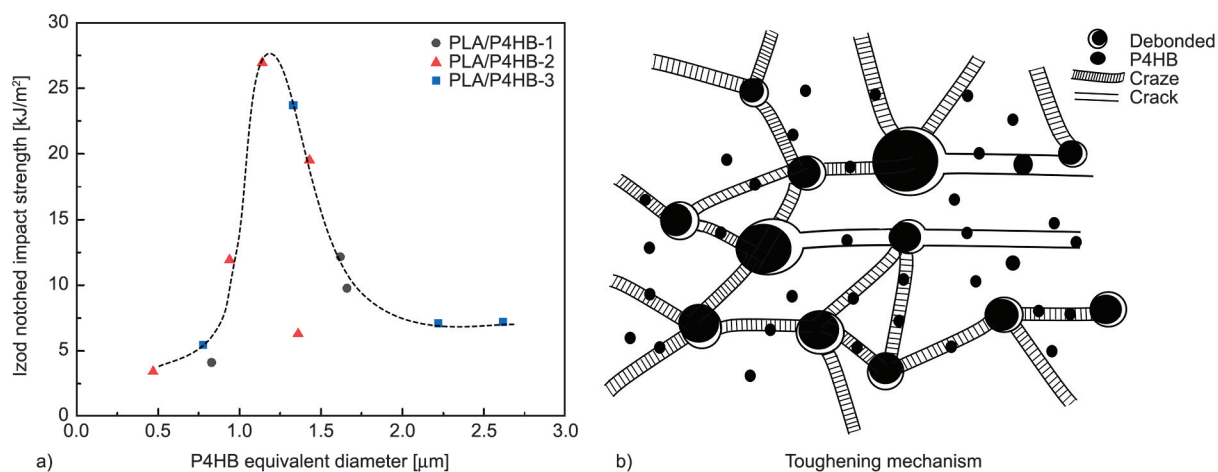 30
25
20
15
10
5
0
Izod notched impact strength [kJ/m²]
PLA/P4HB-1
PLA/P4HB-2
PLA/P4HB-3
0.0 0.5 1.0 1.5 2.0 2.5 3.0
a) P4HB equivalent diameter [μm]
Debonded
P4HB
Craze
Crack
b) Toughening mechanism